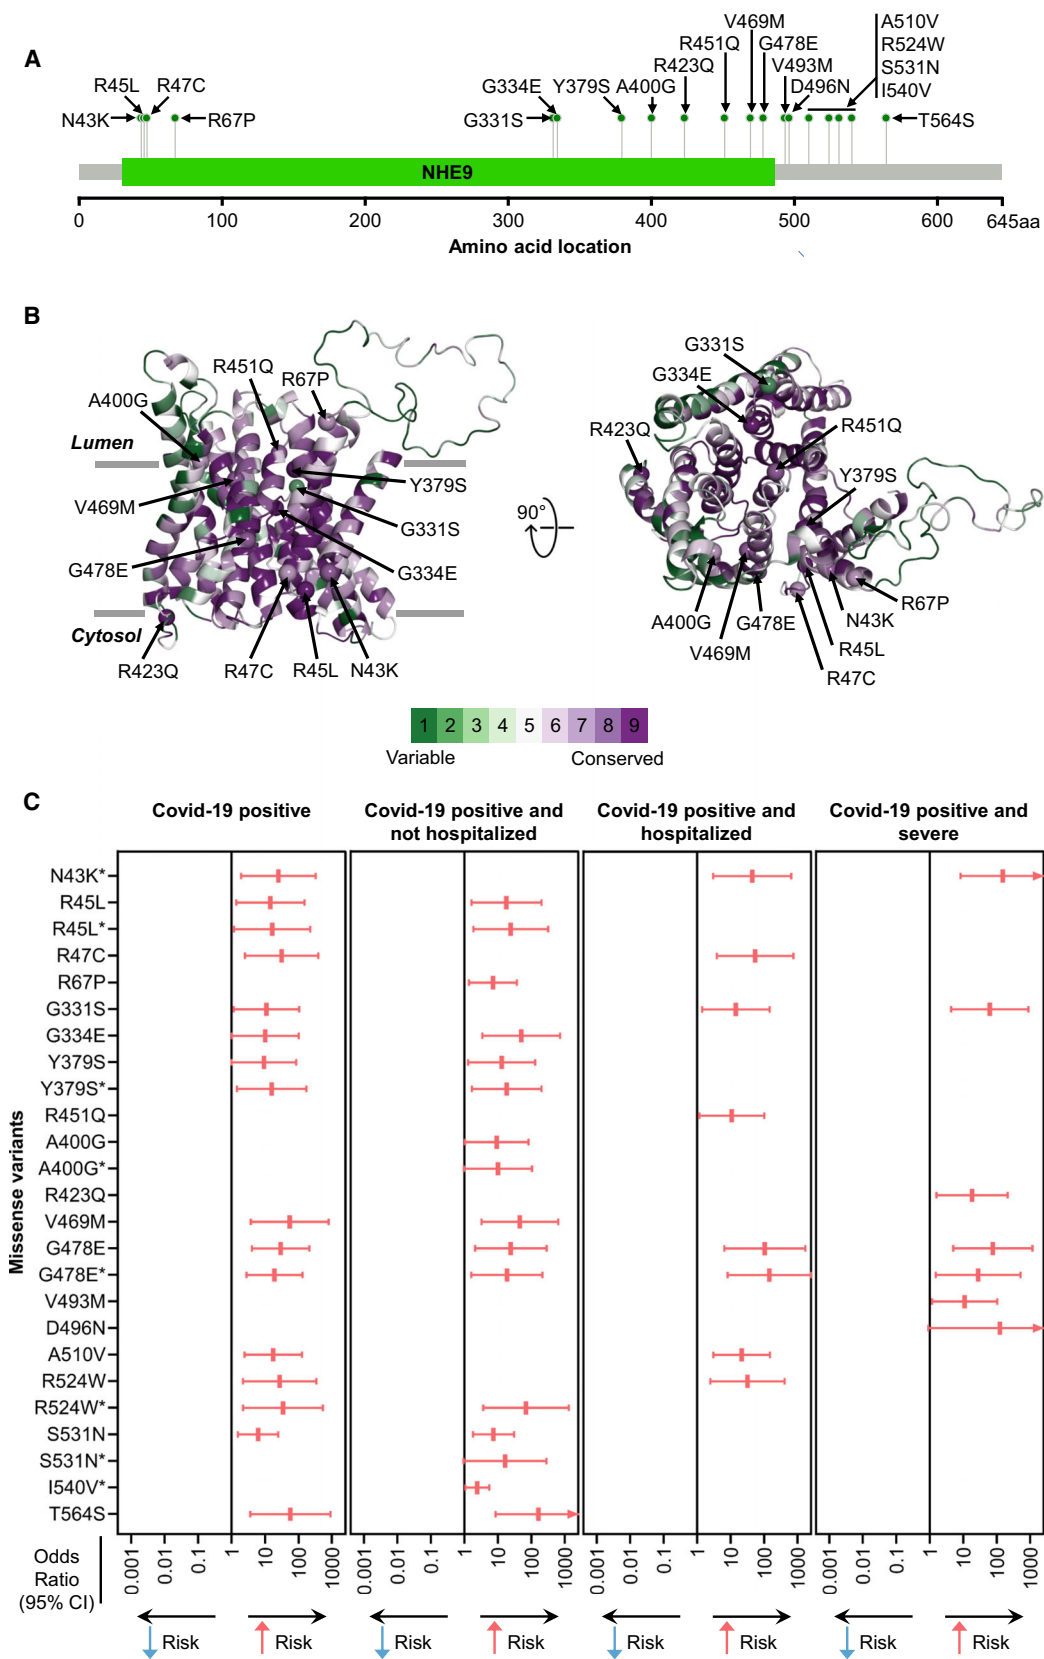 A
V469M
A510V
R451Q
G478E
R524W
R423Q
V493M
S531N
R45L
R47C
G334E
Y379S
A400G
D496N
I540V
N43K
R67P
G331S
T564S
NHE9
0
100
200
300
400
500
600
645aa
Amino acid location
B
R451Q
R67P
A400G
Lumen
V469M
Y379S
G331S
G478E
G334E
Cytosol
R423Q
R47C
R45L
N43K
90°
G331S
G334E
R423Q
R451Q
Y379S
A400G
G478E
V469M
R67P
N43K
R45L
R47C
1 2 3 4 5 6 7 8 9
Variable
Conserved
C
Covid-19 positive
Covid-19 positive and
not hospitalized
Covid-19 positive and
hospitalized
Covid-19 positive and
severe
Missense variants
N43K*
R45L
R45L*
R47C
R67P
G331S
G334E
Y379S
Y379S*
R451Q
A400G
A400G*
R423Q
V469M
G478E
G478E*
V493M
D496N
A510V
R524W
R524W*
S531N
S531N*
I540V*
T564S
Odds
Ratio
(95% CI)
0.001 0.01 0.1 1 10 100 1000
0.001 0.01 0.1 1 10 100 1000
0.001 0.01 0.1 1 10 100 1000
0.001 0.01 0.1 1 10 100 1000
Risk
Risk
Risk
Risk
Risk
Risk
Risk
Risk